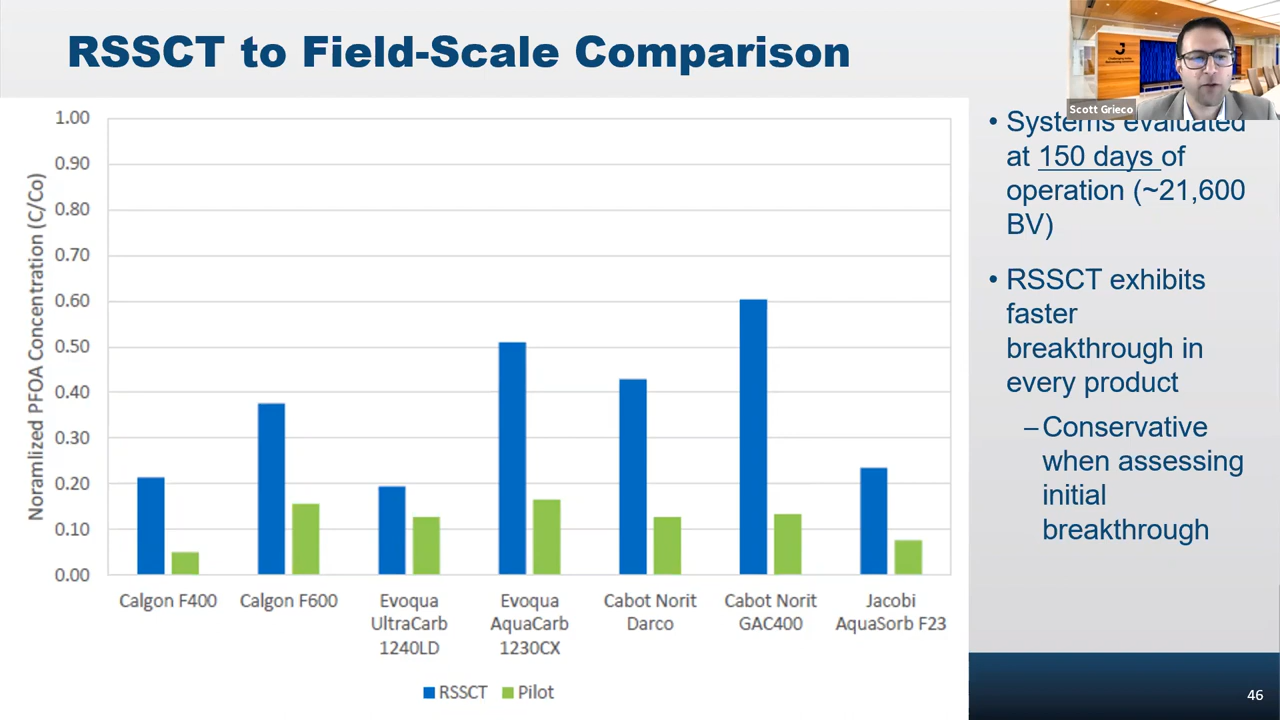 RSSCT to Field-Scale Comparison
Scott Grieco
J
1.00
0.90
0.80
0.70
0.60
0.50
0.40
0.30
0.20
0.10
0.00
Noramlized PFOA Concentration (C/Co)
Calgon F400
Calgon F600
Evoqua
UltraCarb
1240LD
Evoqua
AquaCarb
1230CX
Cabot Norit
Darco
Cabot Norit
GAC400
Jacobi
AquaSorb F23
RSSCT
Pilot
• Systems evaluated
at 150 days of
operation (~21,600
BV)
• RSSCT exhibits
faster
breakthrough in
every product
–Conservative
when assessing
initial
breakthrough
46